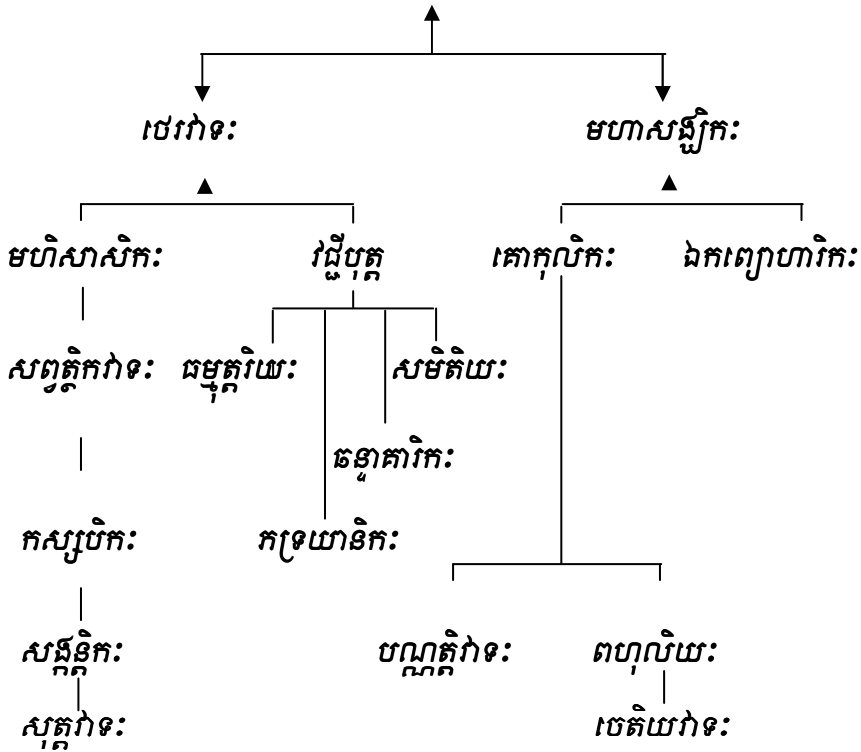 ថេរវាទៈ មហាសង្ឃិកៈ
មហិសាសិកៈ វជ្ជីបុត្ត គោកុលិកៈ ឯកព្យោហារិកៈ
សព្វត្ថិកវាទៈ ធម្មុត្តរិយៈ សមិតិយៈ
ធន្ទាគារិកៈ
កស្សបិកៈ ភទ្រយានិកៈ
សង្កន្តិកៈ បណ្ណត្តិវាទៈ ពហុលិយៈ
សុត្តវាទៈ ចេតិយវាទៈ